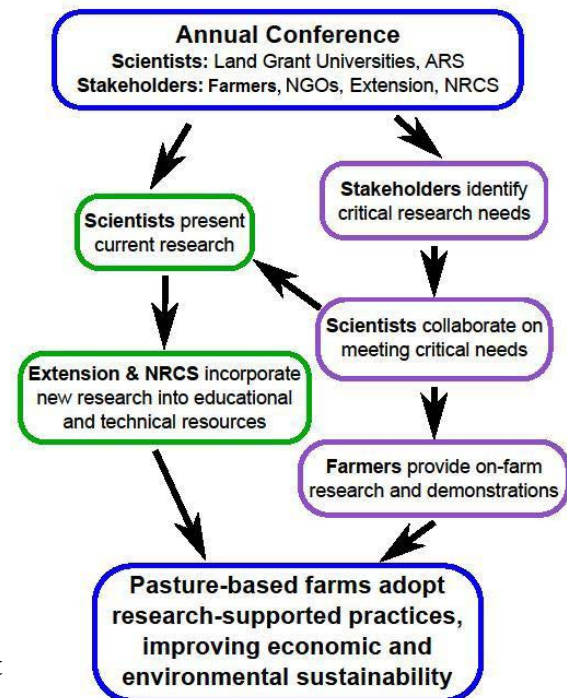 Annual Conference
Scientists: Land Grant Universities, ARS
Stakeholders: Farmers, NGOs, Extension, NRCS
Stakeholders identify
critical research needs
Scientists present
current research
Scientists collaborate on
meeting critical needs
Extension & NRCS incorporate
new research into educational
and technical resources
Farmers provide on-farm
research and demonstrations
Pasture-based farms adopt
research-supported practices,
improving economic and
environmental sustainability